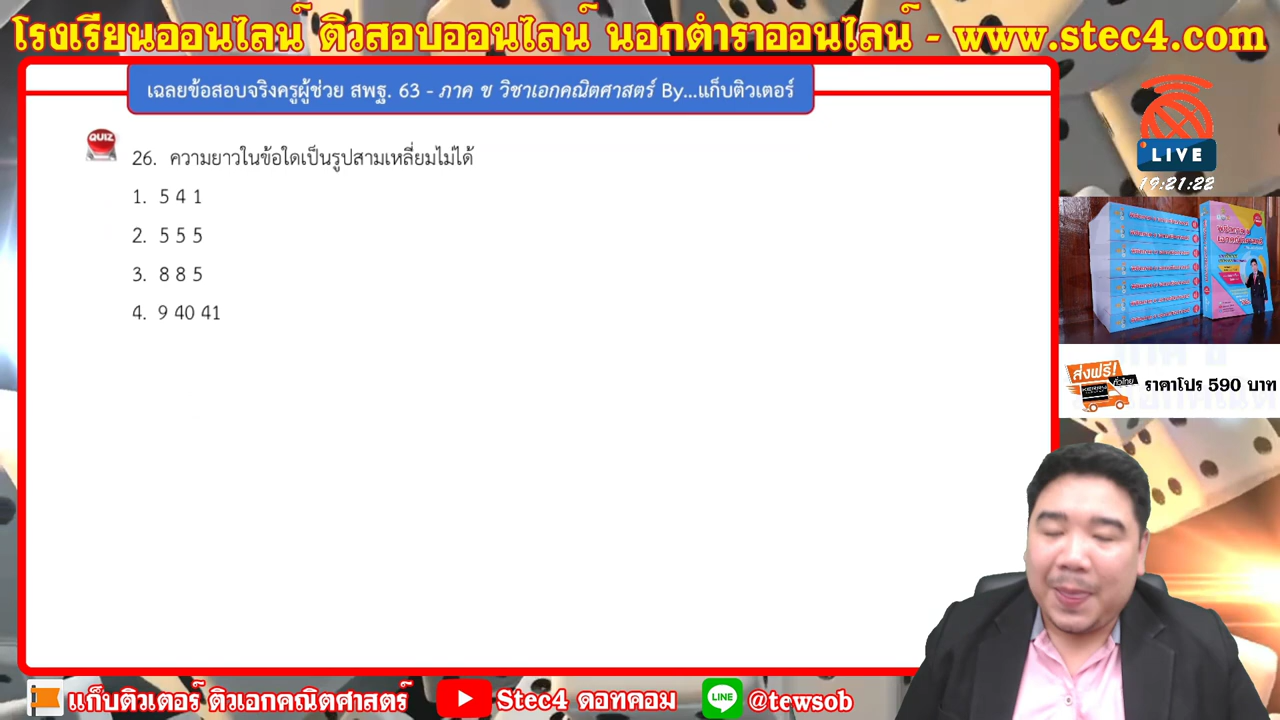 โรงเรียนออนไลน์ ติวสอบออนไลน์ นอกตำราออนไลน์ - www.stec4.com
เฉลยข้อสอบจริงครูผู้ช่วย สพฐ. 63 - ภาค ข วิชาเอกคณิตศาสตร์ By...แก็บติวเตอร์
QUIZ
26. ความยาวในข้อใดเป็นรูปสามเหลี่ยมไม่ได้
1. 5 4 1
2. 5 5 5
3. 8 8 5
4. 9 40 41
LIVE
19:21:22
ส่งฟรี!
ทั่วไทย
ราคาโปร 590 บาท
แก็บติวเตอร์ ติวเอกคณิตศาสตร์
Stec4 ดอทคอม
LINE
@tewsob